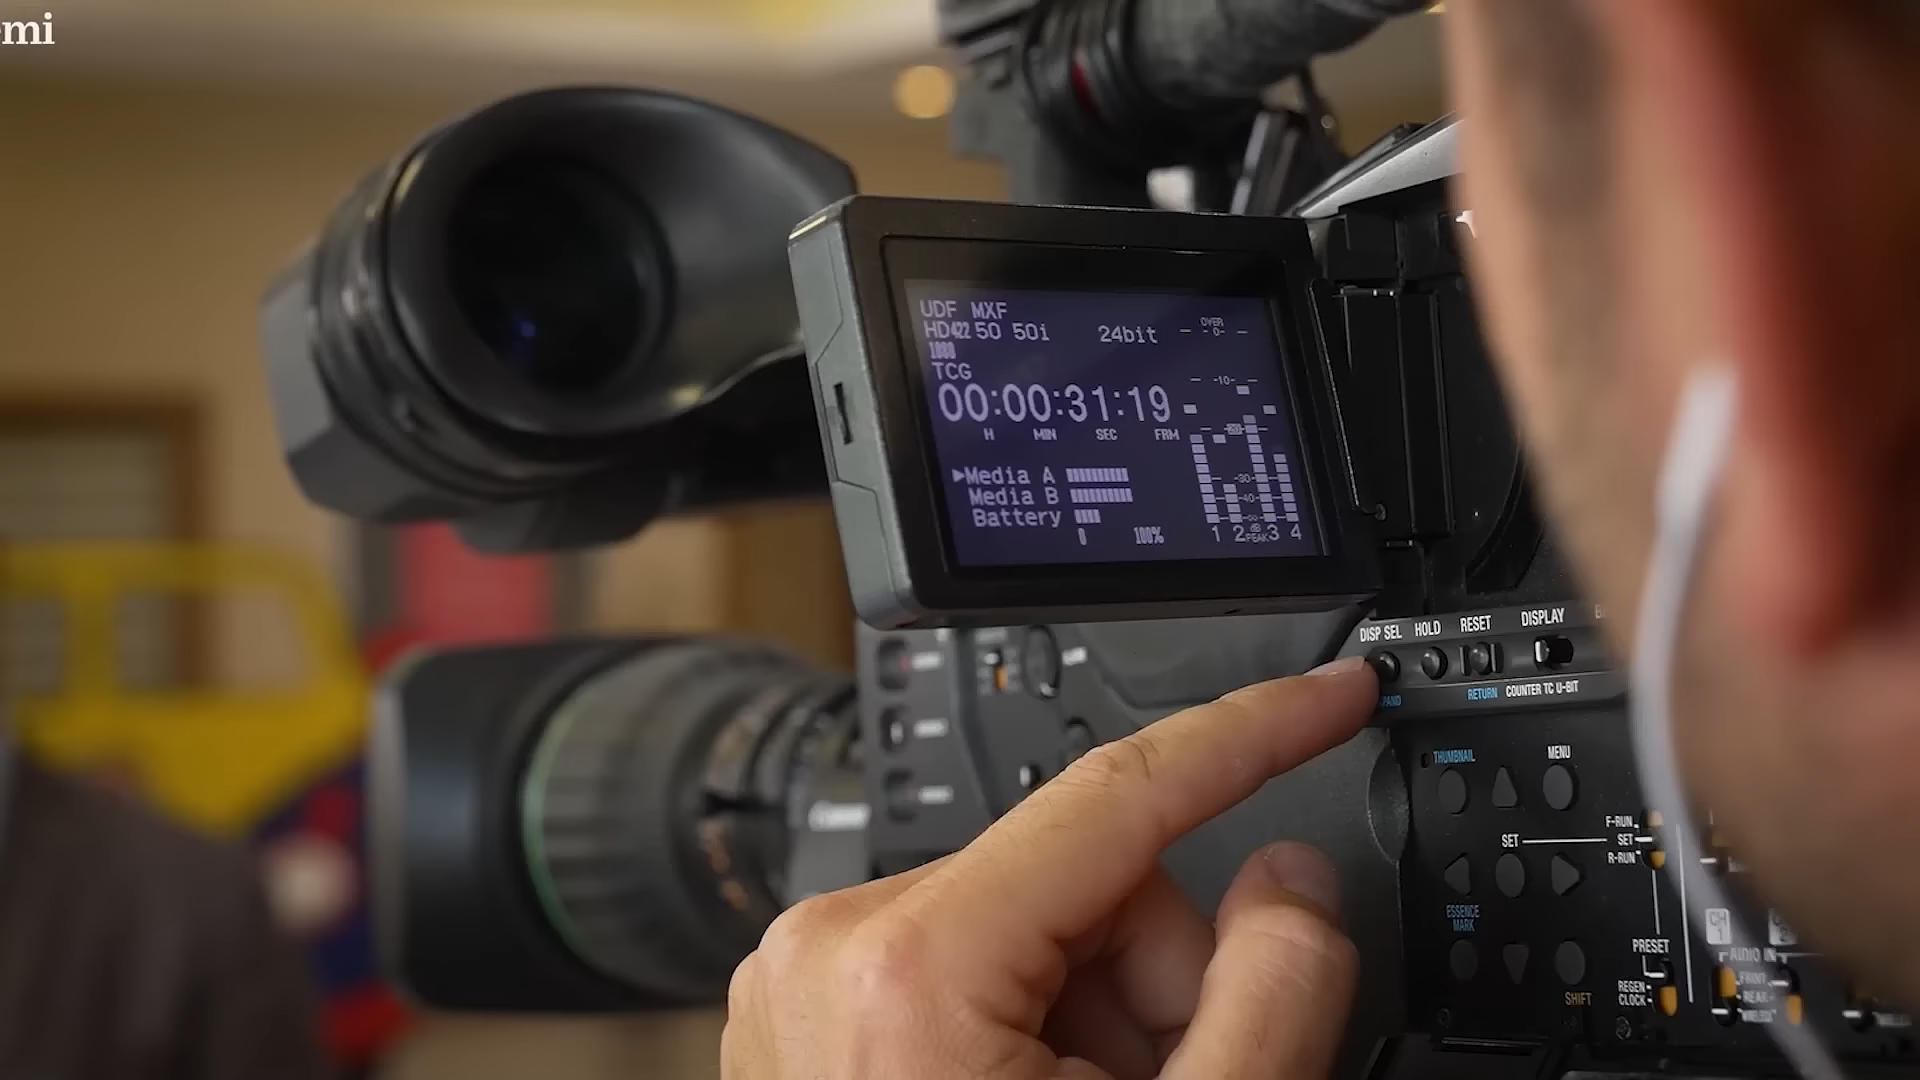 emi
UDF MXF
HD422 50 50i 24bit
1080
TCG
00:00:31:19
H MIN SEC FRM
▶Media A
Media B
Battery
0 100%
OVER
-0-
-10-
-30-
-40-
-∞
dB
1 2 PEAK 3 4
DISP SEL HOLD RESET DISPLAY
RETURN COUNTER TC U-BIT
THUMBNAIL MENU
F-RUN
SET SET
R-RUN
ESSENCE
MARK
PRESET
REGEN
CLOCK
SHIFT
CH
1
AUDIO IN
FRONT
REAR
WIRELESS